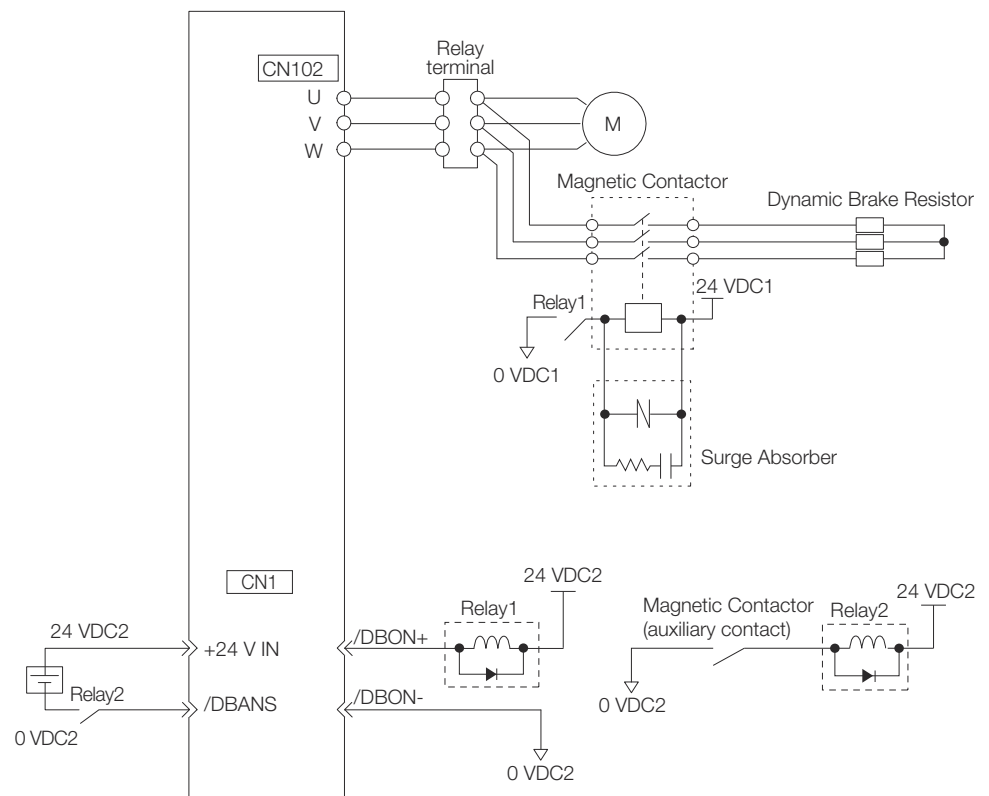 Relay
terminal
CN102
U
V
W
M
Magnetic Contactor
Dynamic Brake Resistor
24 VDC1
Relay1
0 VDC1
Surge Absorber
CN1
24 VDC2
Relay1
/DBON+
24 VDC2
+24 V IN
Relay2
/DBANS
/DBON-
0 VDC2
0 VDC2
Magnetic Contactor
(auxiliary contact)
24 VDC2
Relay2
0 VDC2